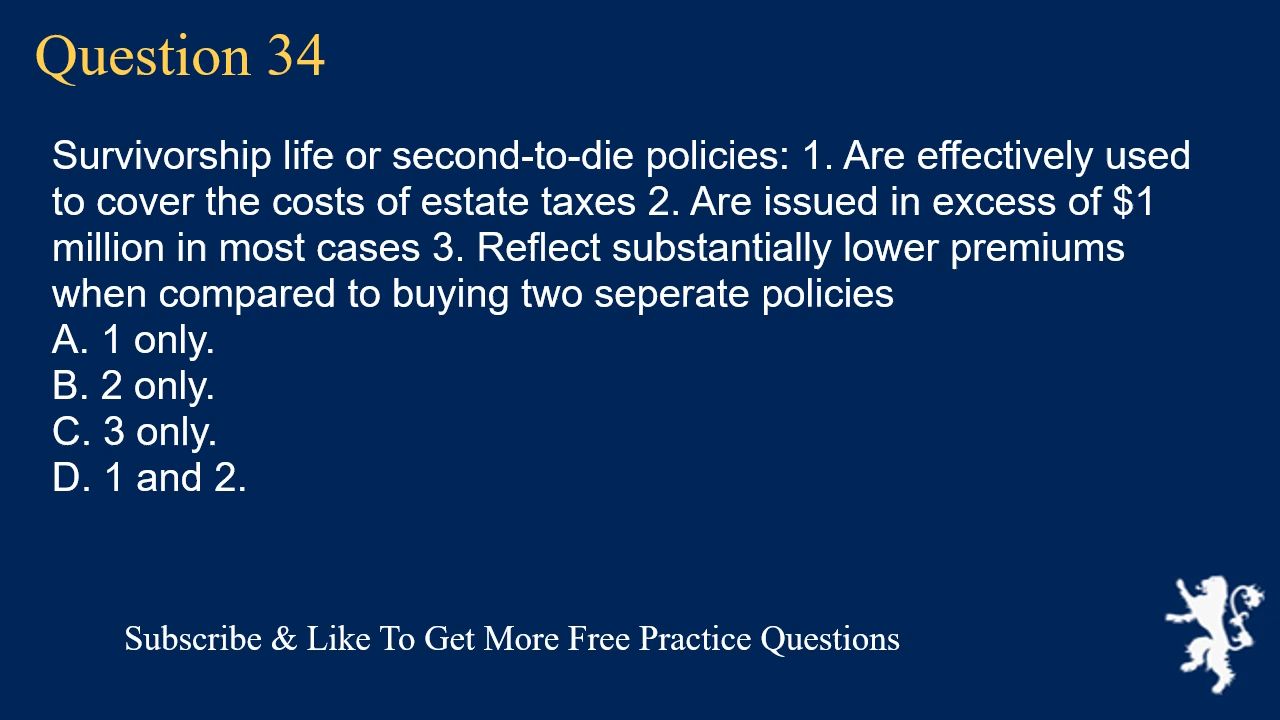 Question 34
Survivorship life or second-to-die policies: 1. Are effectively used
to cover the costs of estate taxes 2. Are issued in excess of $1
million in most cases 3. Reflect substantially lower premiums
when compared to buying two seperate policies
A. 1 only.
B. 2 only.
C. 3 only.
D. 1 and 2.
Subscribe & Like To Get More Free Practice Questions